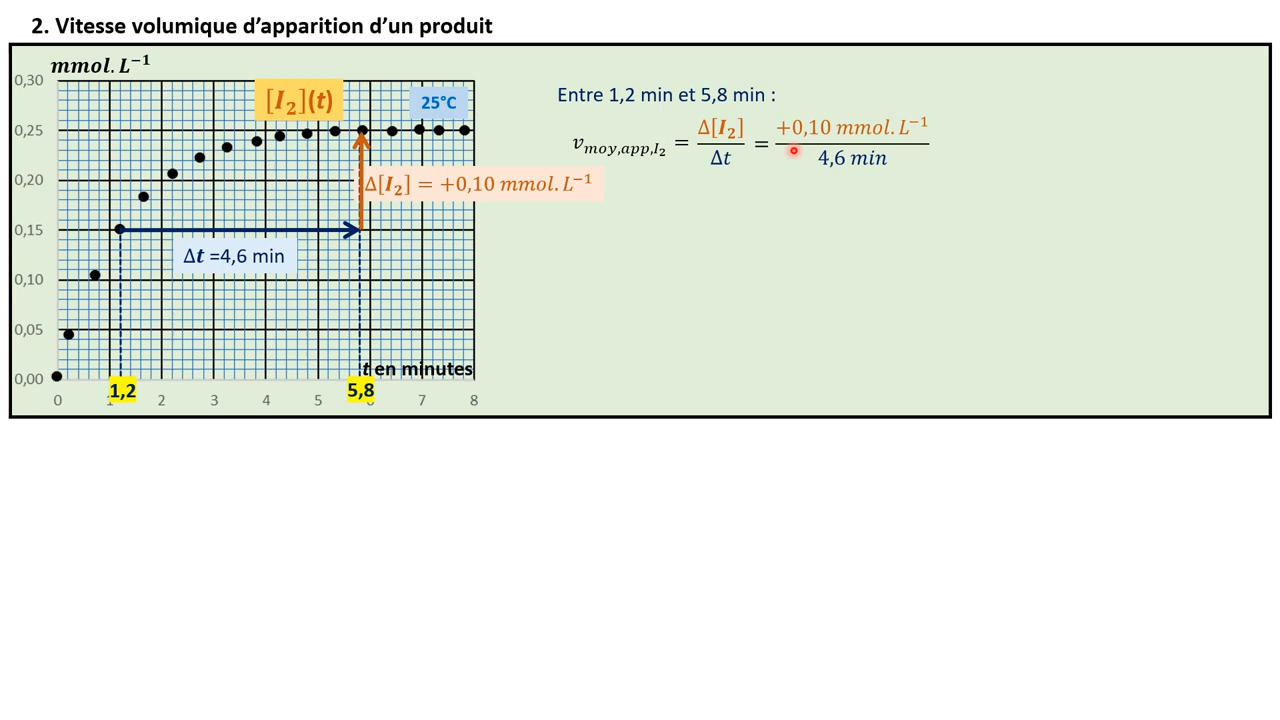 2. Vitesse volumique d’apparition d’un produit
mmol.L⁻¹
0,30
[I₂](t)
25°C
Entre 1,2 min et 5,8 min :
v_moy,app,I₂ = Δ[I₂]/Δt = +0,10 mmol.L⁻¹/4,6 min
0,25
0,20
Δ[I₂] = +0,10 mmol.L⁻¹
0,15
Δt =4,6 min
0,10
0,05
t en minutes
0,00
1,2
5,8
0 1 2 3 4 5 6 7 8